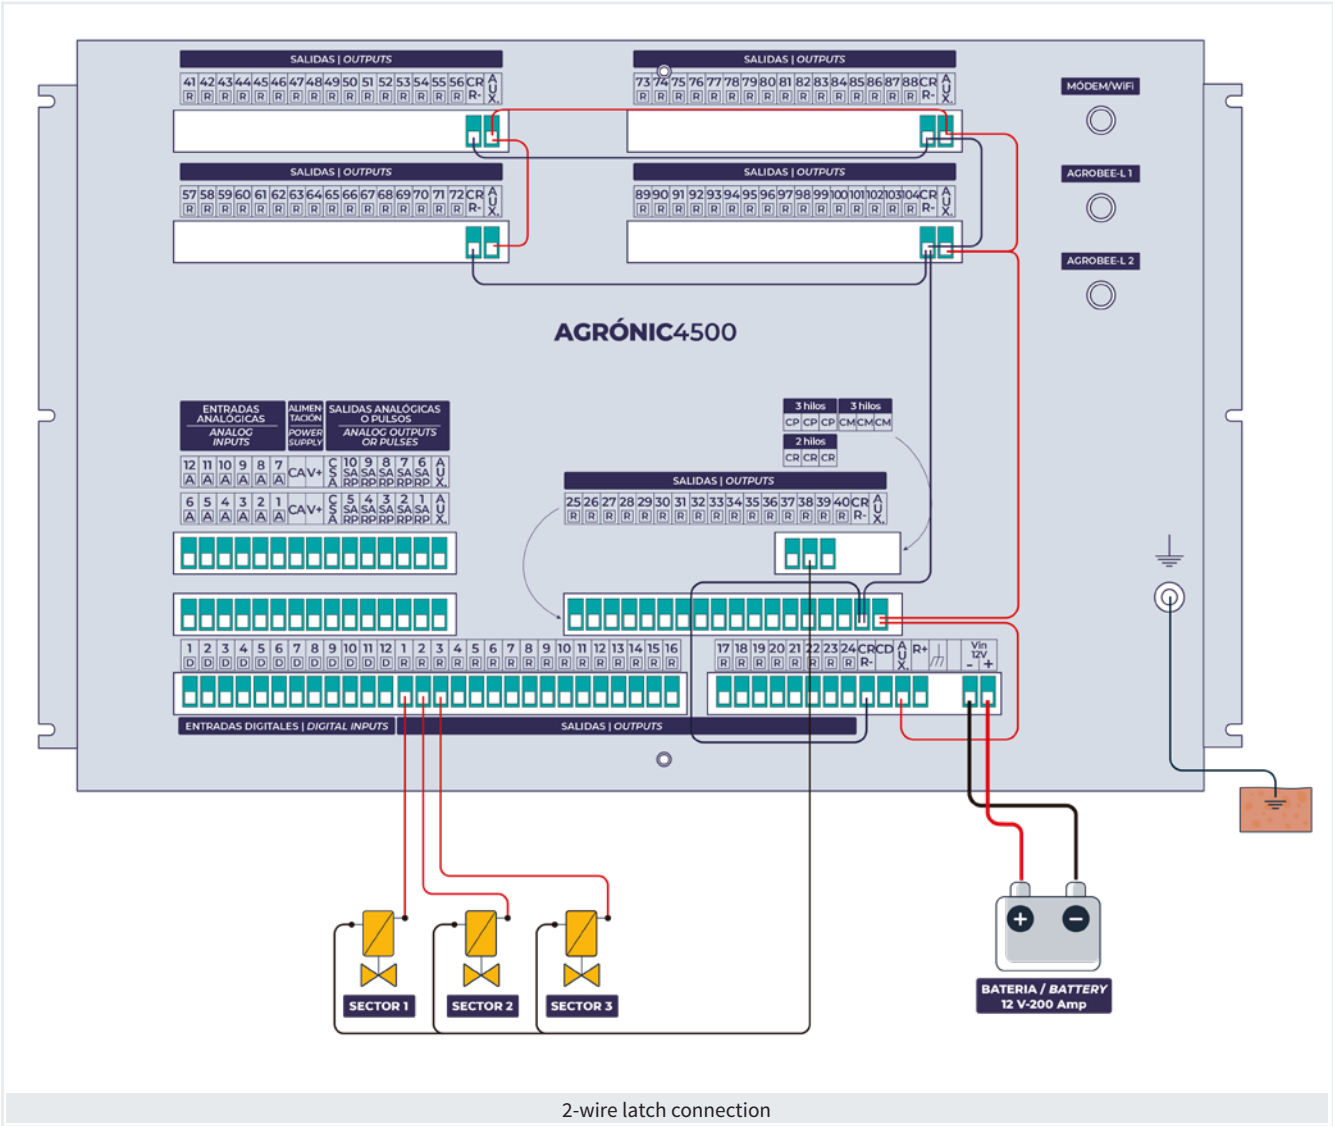 SALIDAS | OUTPUTS
41 42 43 44 45 46 47 48 49 50 51 52 53 54 55 56 CR AUX.
R R R R R R R R R R R R R R R R R-
SALIDAS | OUTPUTS
73 74 75 76 77 78 79 80 81 82 83 84 85 86 87 88 CR AUX.
R R R R R R R R R R R R R R R R R-
MÓDEM/WiFi
SALIDAS | OUTPUTS
57 58 59 60 61 62 63 64 65 66 67 68 69 70 71 72 CR AUX.
R R R R R R R R R R R R R R R R R-
SALIDAS | OUTPUTS
89 90 91 92 93 94 95 96 97 98 99 100 101 102 103 104 CR AUX.
R R R R R R R R R R R R R R R R R-
AGROBEE-L 1
AGROBEE-L 2
AGRÓNIC4500
ENTRADAS
ANALÓGICAS
ANALOG
INPUTS
ALIMEN
TACIÓN
POWER
SUPPLY
SALIDAS ANALÓGICAS
O PULSOS
ANALOG OUTPUTS
OR PULSES
12 11 10 9 8 7 CA V+ CSA 10 9 8 7 6 AUX.
A A A A A A SA SA SA SA SA
RP RP RP RP RP
6 5 4 3 2 1 CA V+ CSA 5 4 3 2 1 AUX.
A A A A A A SA SA SA SA SA
RP RP RP RP RP
3 hilos 3 hilos
CP CP CP CM CM CM
2 hilos
CR CR CR
SALIDAS | OUTPUTS
25 26 27 28 29 30 31 32 33 34 35 36 37 38 39 40 CR AUX.
R R R R R R R R R R R R R R R R R-
1 2 3 4 5 6 7 8 9 10 11 12 1 2 3 4 5 6 7 8 9 10 11 12 13 14 15 16
D D D D D D D D D D D D R R R R R R R R R R R R R R R R
17 18 19 20 21 22 23 24 CR CD AUX. R+ Vin
12V
R R R R R R R R R- - +
ENTRADAS DIGITALES | DIGITAL INPUTS
SALIDAS | OUTPUTS
SECTOR 1
SECTOR 2
SECTOR 3
+ −
BATERIA / BATTERY
12 V-200 Amp
2-wire latch connection